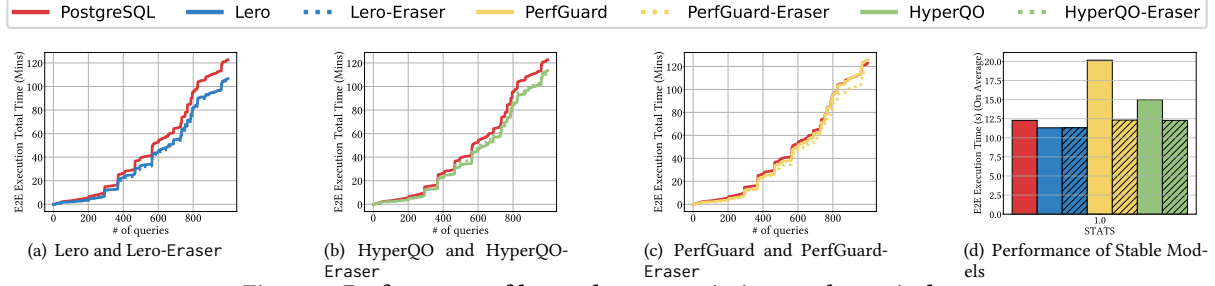 PostgreSQL Lero Lero-Eraser PerfGuard PerfGuard-Eraser HyperQO HyperQO-Eraser
E2E Execution Total Time (Mins)
120
100
80
60
40
20
0
0 200 400 600 800
# of queries
(a) Lero and Lero-Eraser
E2E Execution Total Time (Mins)
120
100
80
60
40
20
0
0 200 400 600 800
# of queries
(b) HyperQO and HyperQO-
Eraser
E2E Execution Total Time (Mins)
120
100
80
60
40
20
0
0 200 400 600 800
# of queries
(c) PerfGuard and PerfGuard-
Eraser
E2E Execution Time (s) (On Average)
20.0
17.5
15.0
12.5
10.0
7.5
5.0
2.5
0.0
1.0
STATS
(d) Performance of Stable Mod-
els